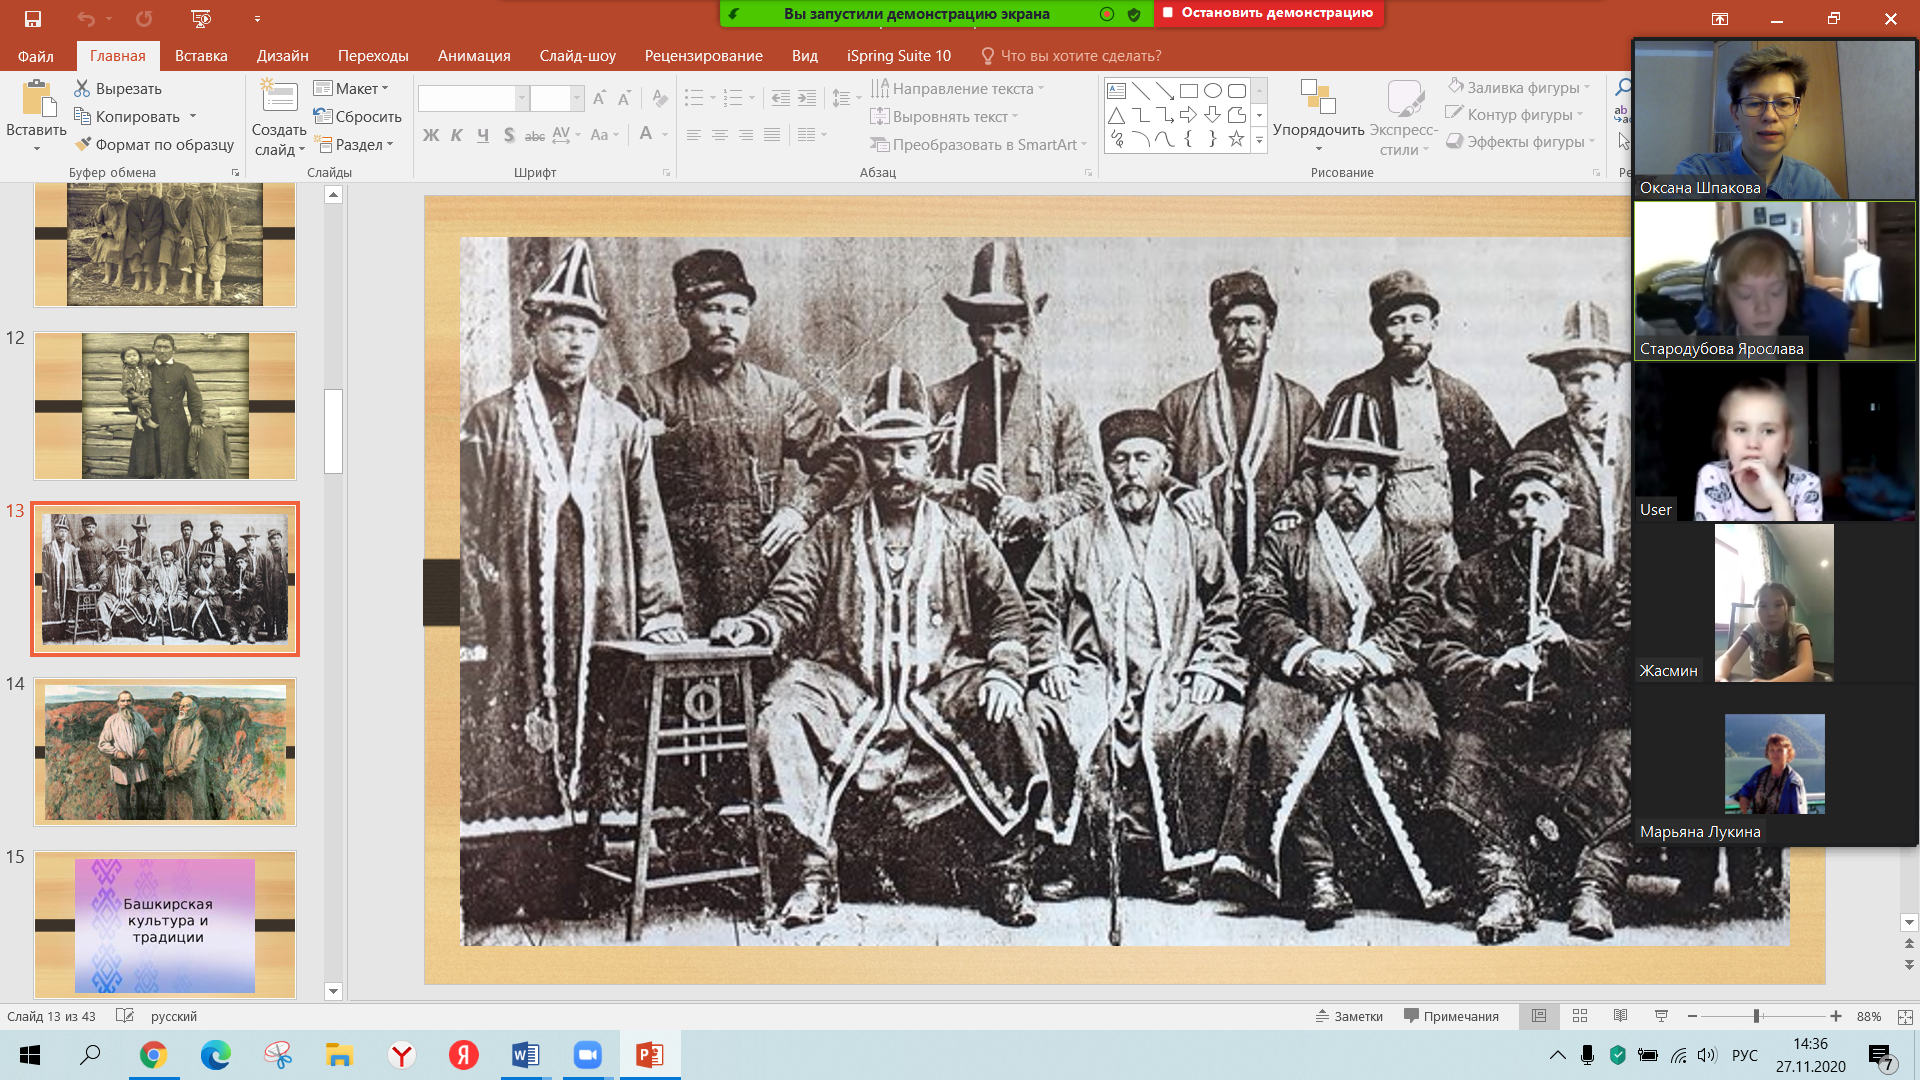 Вы запустили демонстрацию экрана
Остановить демонстрацию
Файл
Главная
Вставка
Дизайн
Переходы
Анимация
Слайд-шоу
Рецензирование
Вид
iSpring Suite 10
Что вы хотите сделать?
Вставить
Вырезать
Копировать
Формат по образцу
Буфер обмена
Создать
слайд
Макет
Сбросить
Раздел
Слайды
Ж К Ч S abc AV Aa A
Шрифт
Направление текста
Выровнять текст
Преобразовать в SmartArt
Абзац
Упорядочить
Экспресс-
стили
Заливка фигуры
Контур фигуры
Эффекты фигуры
Рисование
Оксана Шпакова
Стародубова Ярослава
User
Жасмин
Марьяна Лукина
12
13
14
15
Башкирская
культура и
традиции
Слайд 13 из 43
русский
Заметки
Примечания
88%
РУС
14:36
27.11.2020
7